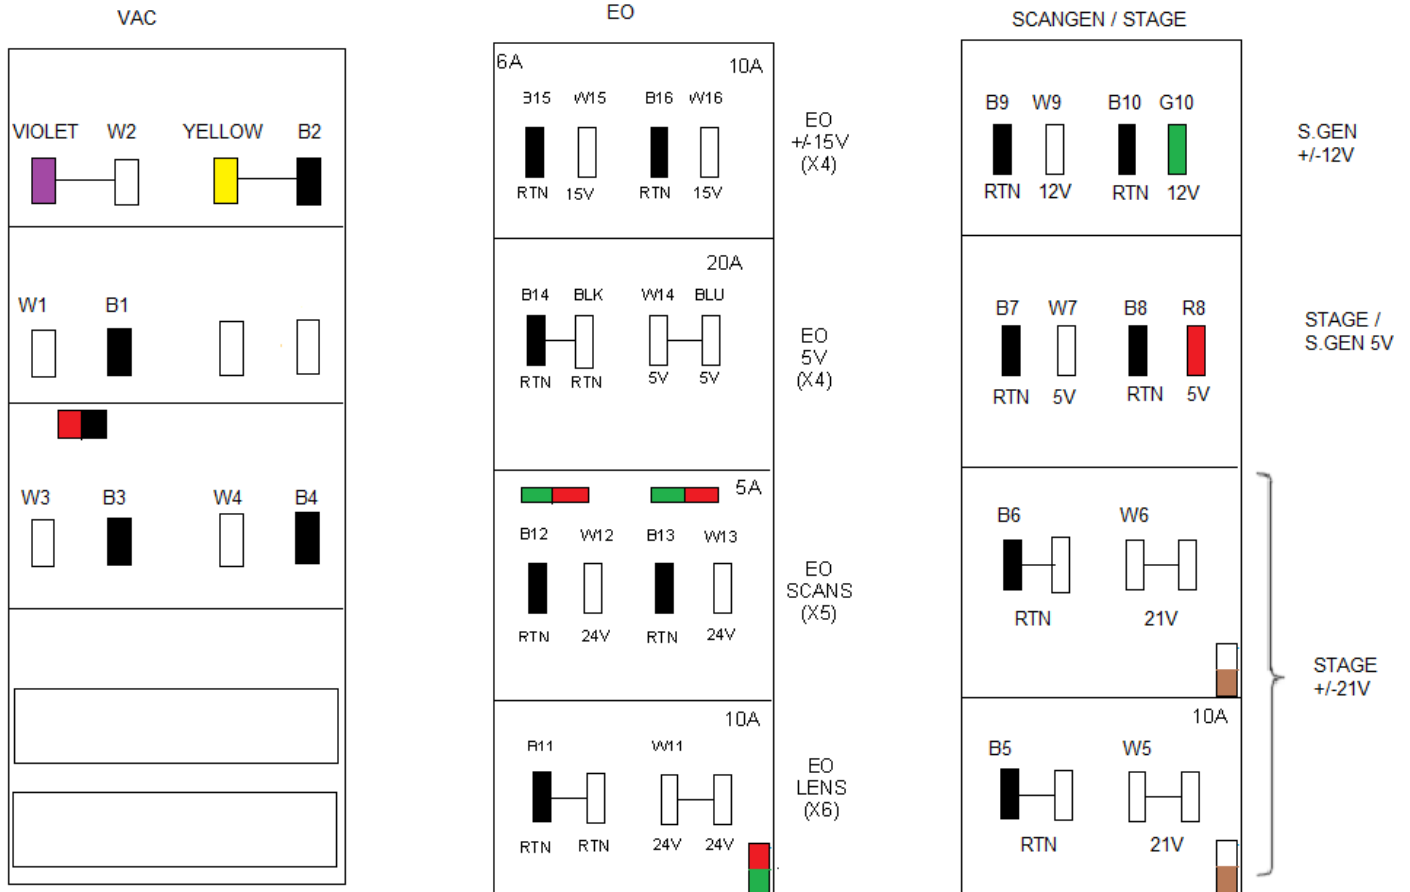 VAC
VIOLET W2 YELLOW B2
W1 B1
W3 B3 W4 B4
EO
6A 10A
B15 W15 B16 W16
RTN 15V RTN 15V
EO
+/-15V
(X4)
20A
B14 BLK W14 BLU
RTN RTN 5V 5V
EO
5V
(X4)
5A
B12 W12 B13 W13
RTN 24V RTN 24V
EO
SCANS
(X5)
10A
B11 W11
RTN RTN 24V 24V
EO
LENS
(X6)
SCANGEN / STAGE
B9 W9 B10 G10
RTN 12V RTN 12V
S.GEN
+/-12V
B7 W7 B8 R8
RTN 5V RTN 5V
STAGE /
S.GEN 5V
B6 W6
RTN 21V
10A
B5 W5
RTN 21V
STAGE
+/-21V